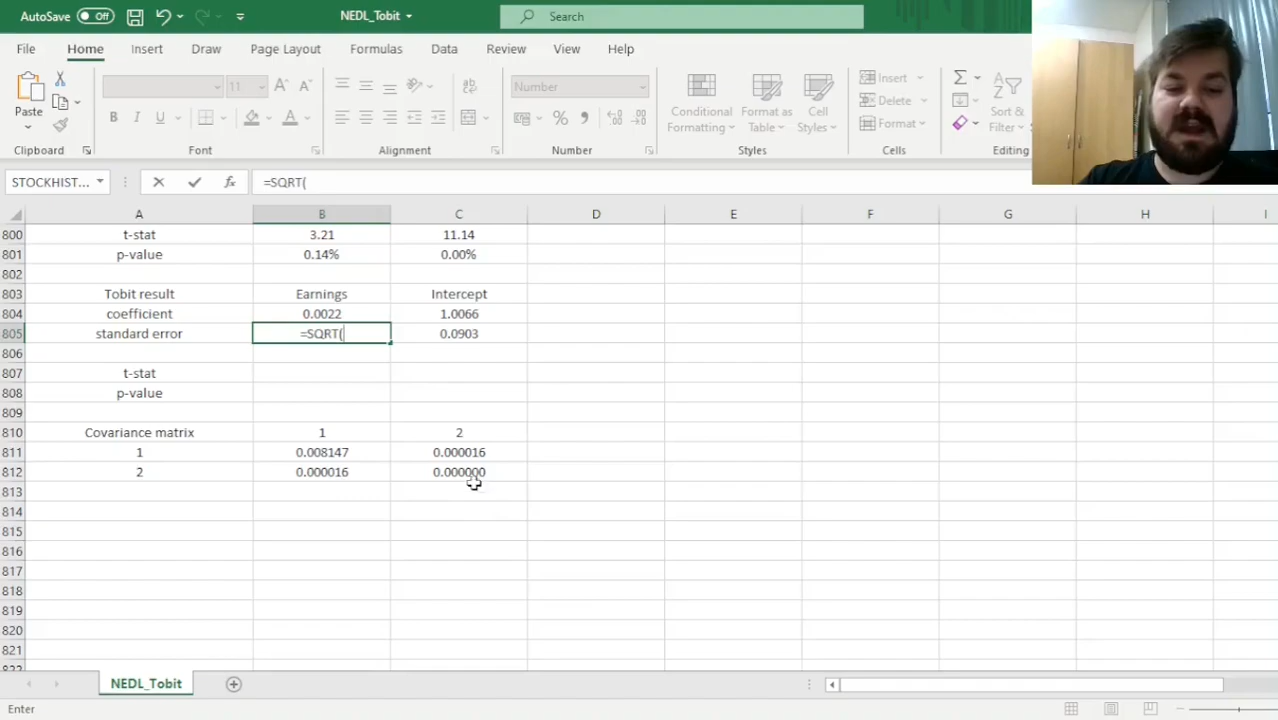 AutoSave Off NEDL_Tobit Search
File Home Insert Draw Page Layout Formulas Data Review View Help
Paste 11 Number Conditional Formatting Format as Table Cell Styles Insert Delete Format Sort & Filter
Clipboard Font Alignment Number Styles Cells Editing
STOCKHIST... =SQRT(
A B C D E F G H I
800 t-stat 3.21 11.14
801 p-value 0.14% 0.00%
802
803 Tobit result Earnings Intercept
804 coefficient 0.0022 1.0066
805 standard error =SQRT( 0.0903
806
807 t-stat
808 p-value
809
810 Covariance matrix 1 2
811 1 0.008147 0.000016
812 2 0.000016 0.000000
813
814
815
816
817
818
819
820
821
822
NEDL_Tobit
Enter